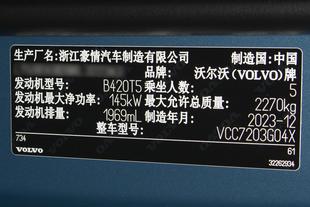 生产厂名:浙江豪情汽车制造有限公司
制造国:中国
品牌: 沃尔沃(VOLVO)牌
发动机型号: B420T5 乘坐人数: 5
发动机最大净功率: 145kW 最大允许总质量: 2270kg
发动机排量: 1969mL 制造年月: 2023-12
整车型号: VCC7203G04X
734 61
VOLVO 32262934